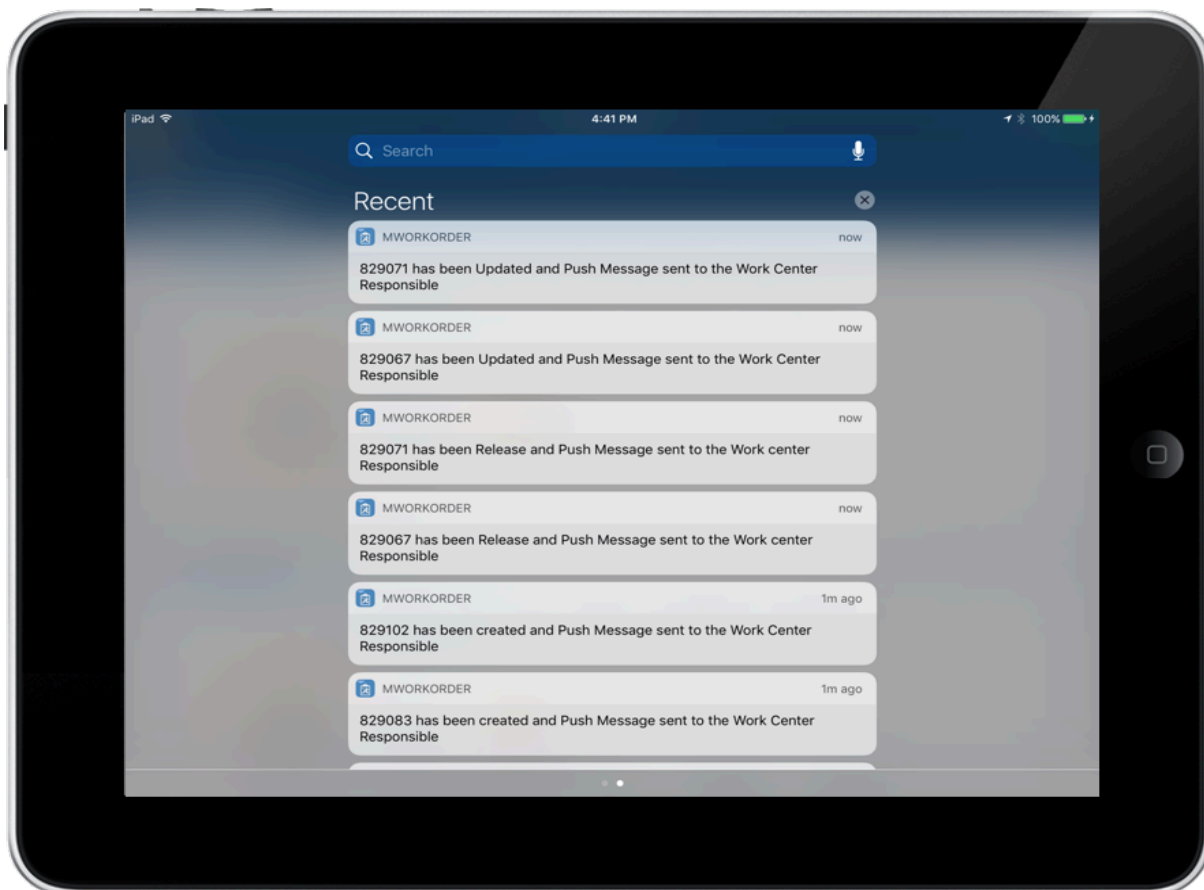 iPad
4:41 PM
100%
Search
Recent
MWORKORDER
now
829071 has been Updated and Push Message sent to the Work Center
Responsible
MWORKORDER
now
829067 has been Updated and Push Message sent to the Work Center
Responsible
MWORKORDER
now
829071 has been Release and Push Message sent to the Work center
Responsible
MWORKORDER
now
829067 has been Release and Push Message sent to the Work center
Responsible
MWORKORDER
1m ago
829102 has been created and Push Message sent to the Work Center
Responsible
MWORKORDER
1m ago
829083 has been created and Push Message sent to the Work Center
Responsible